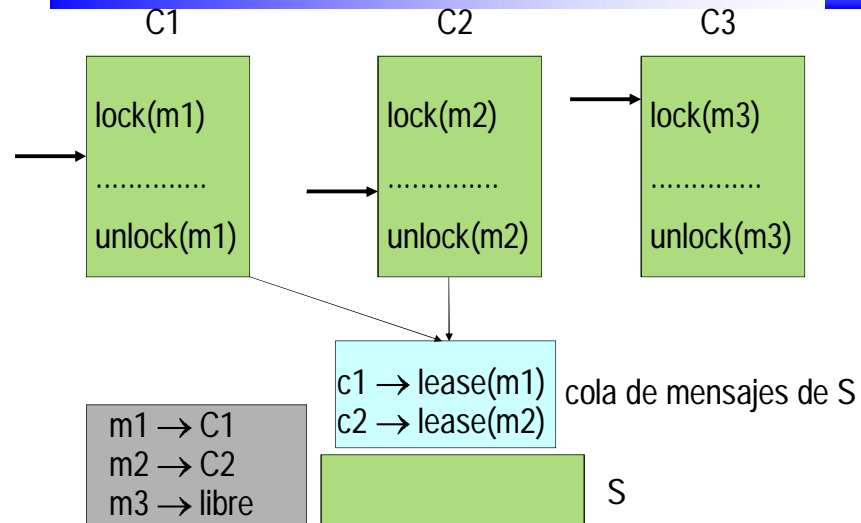 C1
C2
C3
lock(m1)
..............
unlock(m1)
lock(m2)
..............
unlock(m2)
lock(m3)
..............
unlock(m3)
c1 → lease(m1)
c2 → lease(m2)
cola de mensajes de S
m1 → C1
m2 → C2
m3 → libre
S